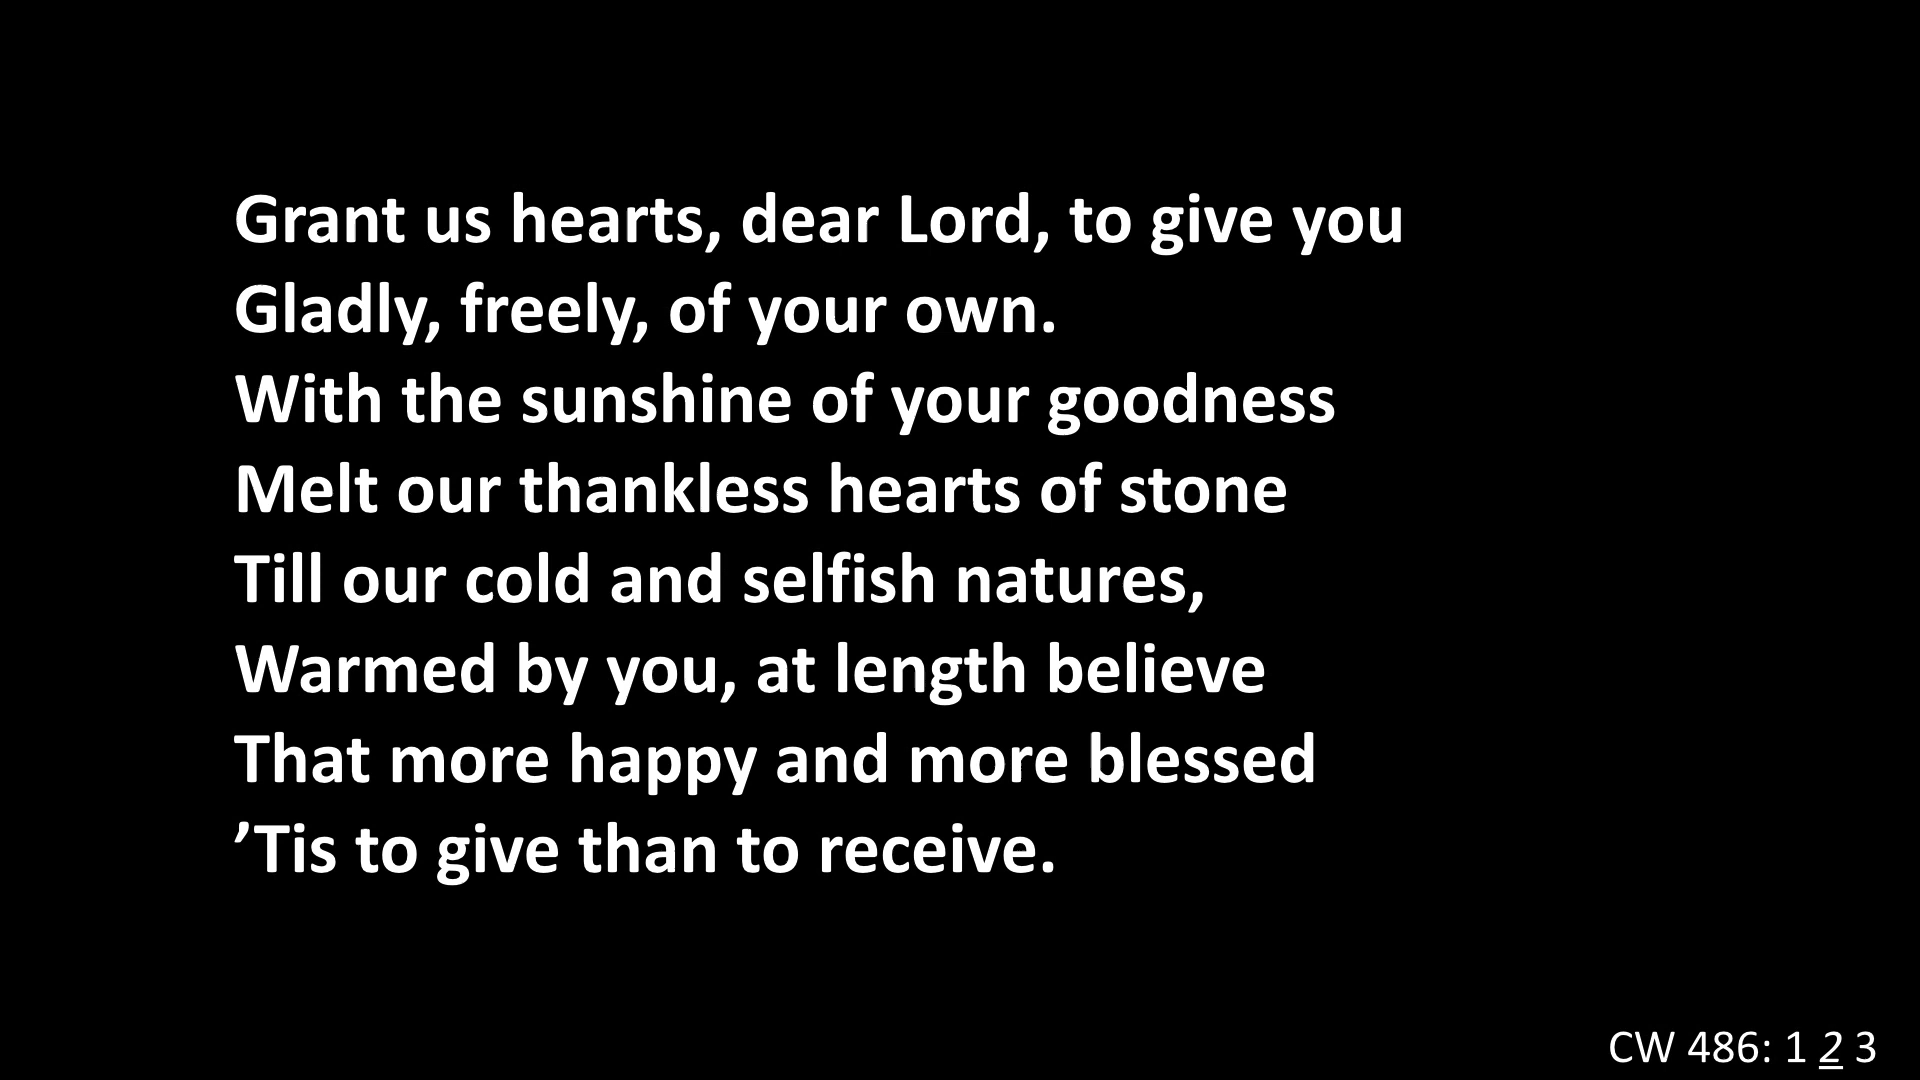 Grant us hearts, dear Lord, to give you
Gladly, freely, of your own.
With the sunshine of your goodness
Melt our thankless hearts of stone
Till our cold and selfish natures,
Warmed by you, at length believe
That more happy and more blessed
’Tis to give than to receive.
CW 486: 1 2 3